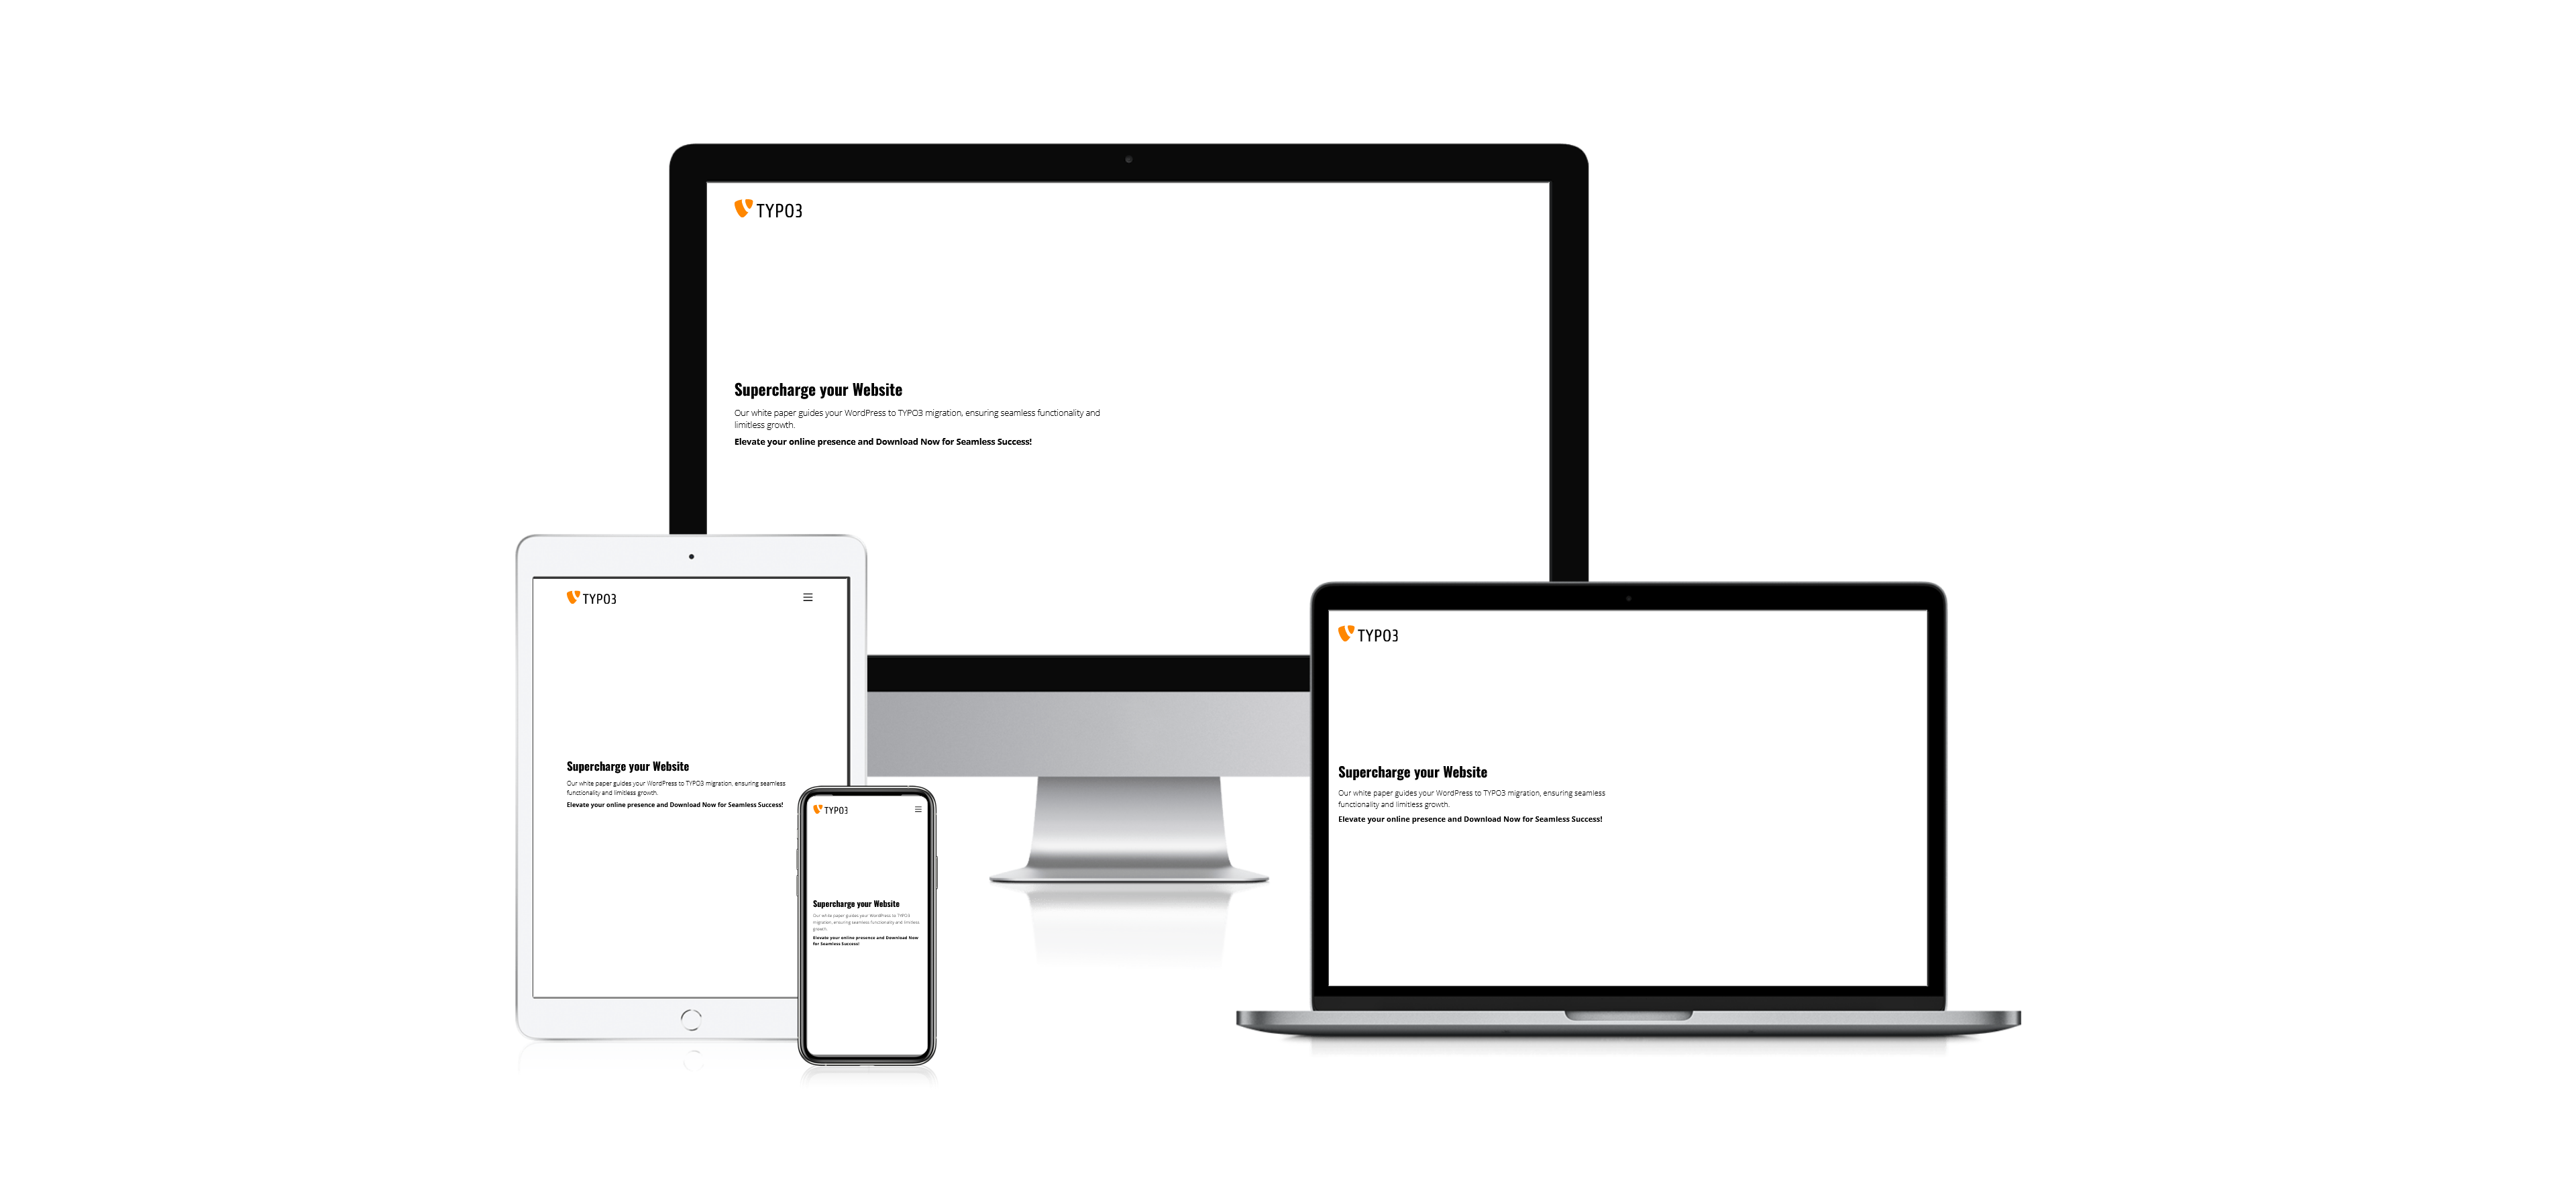 TYPO3
Supercharge your Website
Our white paper guides your WordPress to TYPO3 migration, ensuring seamless functionality and
limitless growth.
Elevate your online presence and Download Now for Seamless Success!
TYPO3
Supercharge your Website
Our white paper guides your WordPress to TYPO3 migration, ensuring seamless
functionality and limitless growth.
Elevate your online presence and Download Now for Seamless Success!
TYPO3
Supercharge your Website
Our white paper guides your WordPress to TYPO3
migration, ensuring seamless functionality and limitless
growth.
Elevate your online presence and Download Now
for Seamless Success!
TYPO3
Supercharge your Website
Our white paper guides your WordPress to TYPO3 migration, ensuring seamless
functionality and limitless growth.
Elevate your online presence and Download Now for Seamless Success!